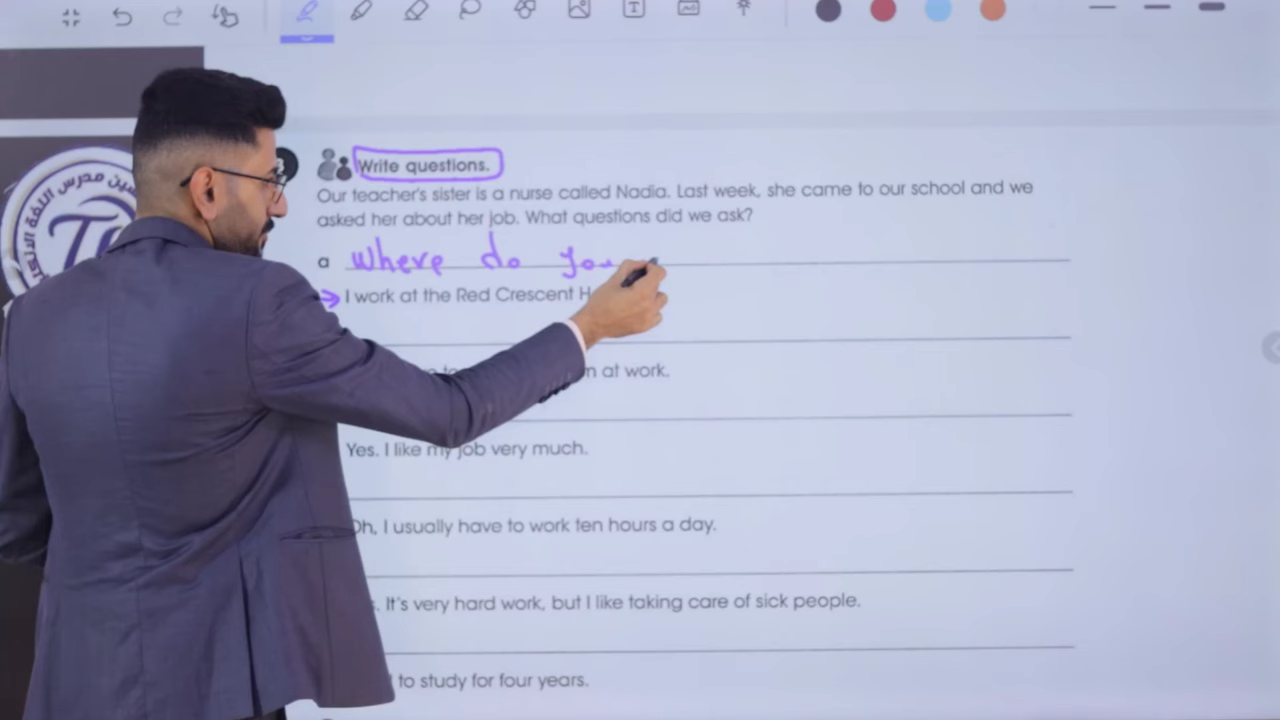 مدرس اللغة
Write questions.
Our teacher's sister is a nurse called Nadia. Last week, she came to our school and we
asked her about her job. What questions did we ask?
a where do you
I work at the Red Crescent H
at work.
Yes. I like my job very much.
Oh, I usually have to work ten hours a day.
It's very hard work, but I like taking care of sick people.
to study for four years.